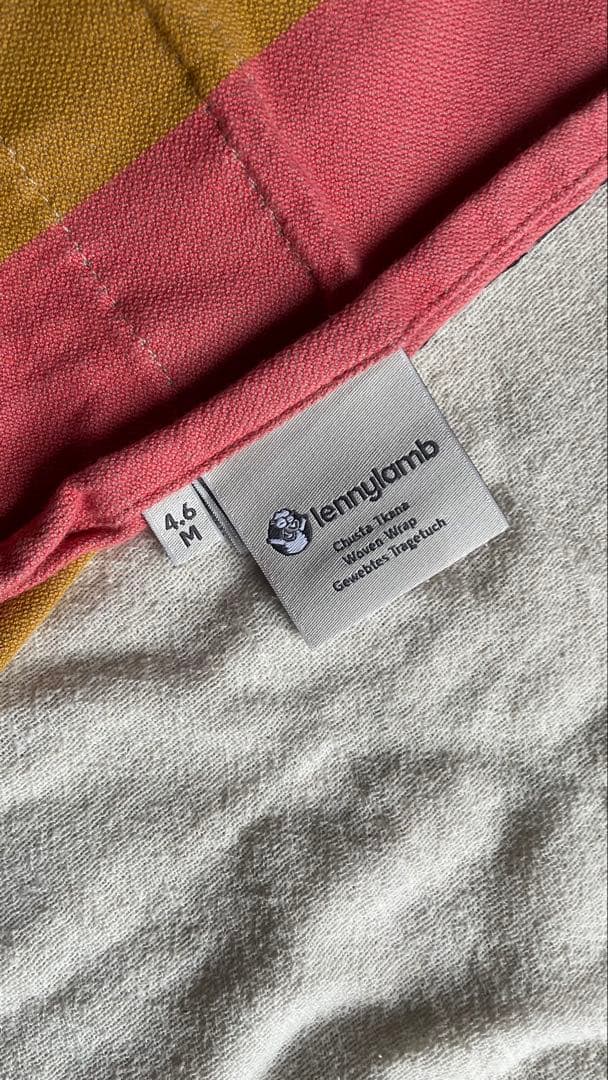 4.6
M
lennylamb
Chusta Tkana
Woven Wrap
Gewebtes Tragetuch